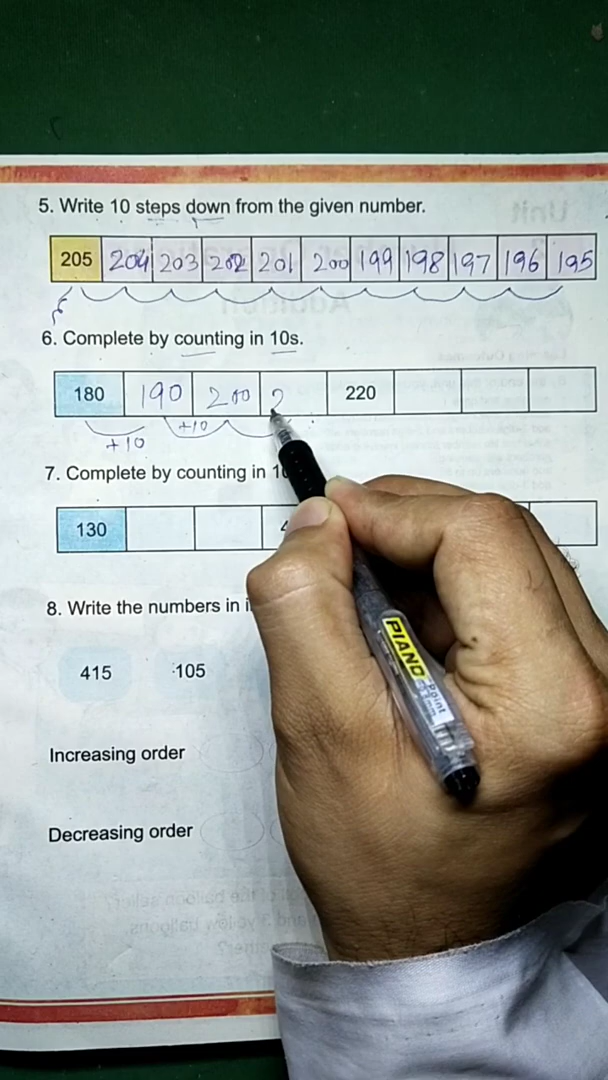 5. Write 10 steps down from the given number.
205 204 203 202 201 200 199 198 197 196 195
6. Complete by counting in 10s.
180 190 200 2 220
+10 +10
7. Complete by counting in 1
130
8. Write the numbers in
415 105
Increasing order
Decreasing order
PIANO
Point